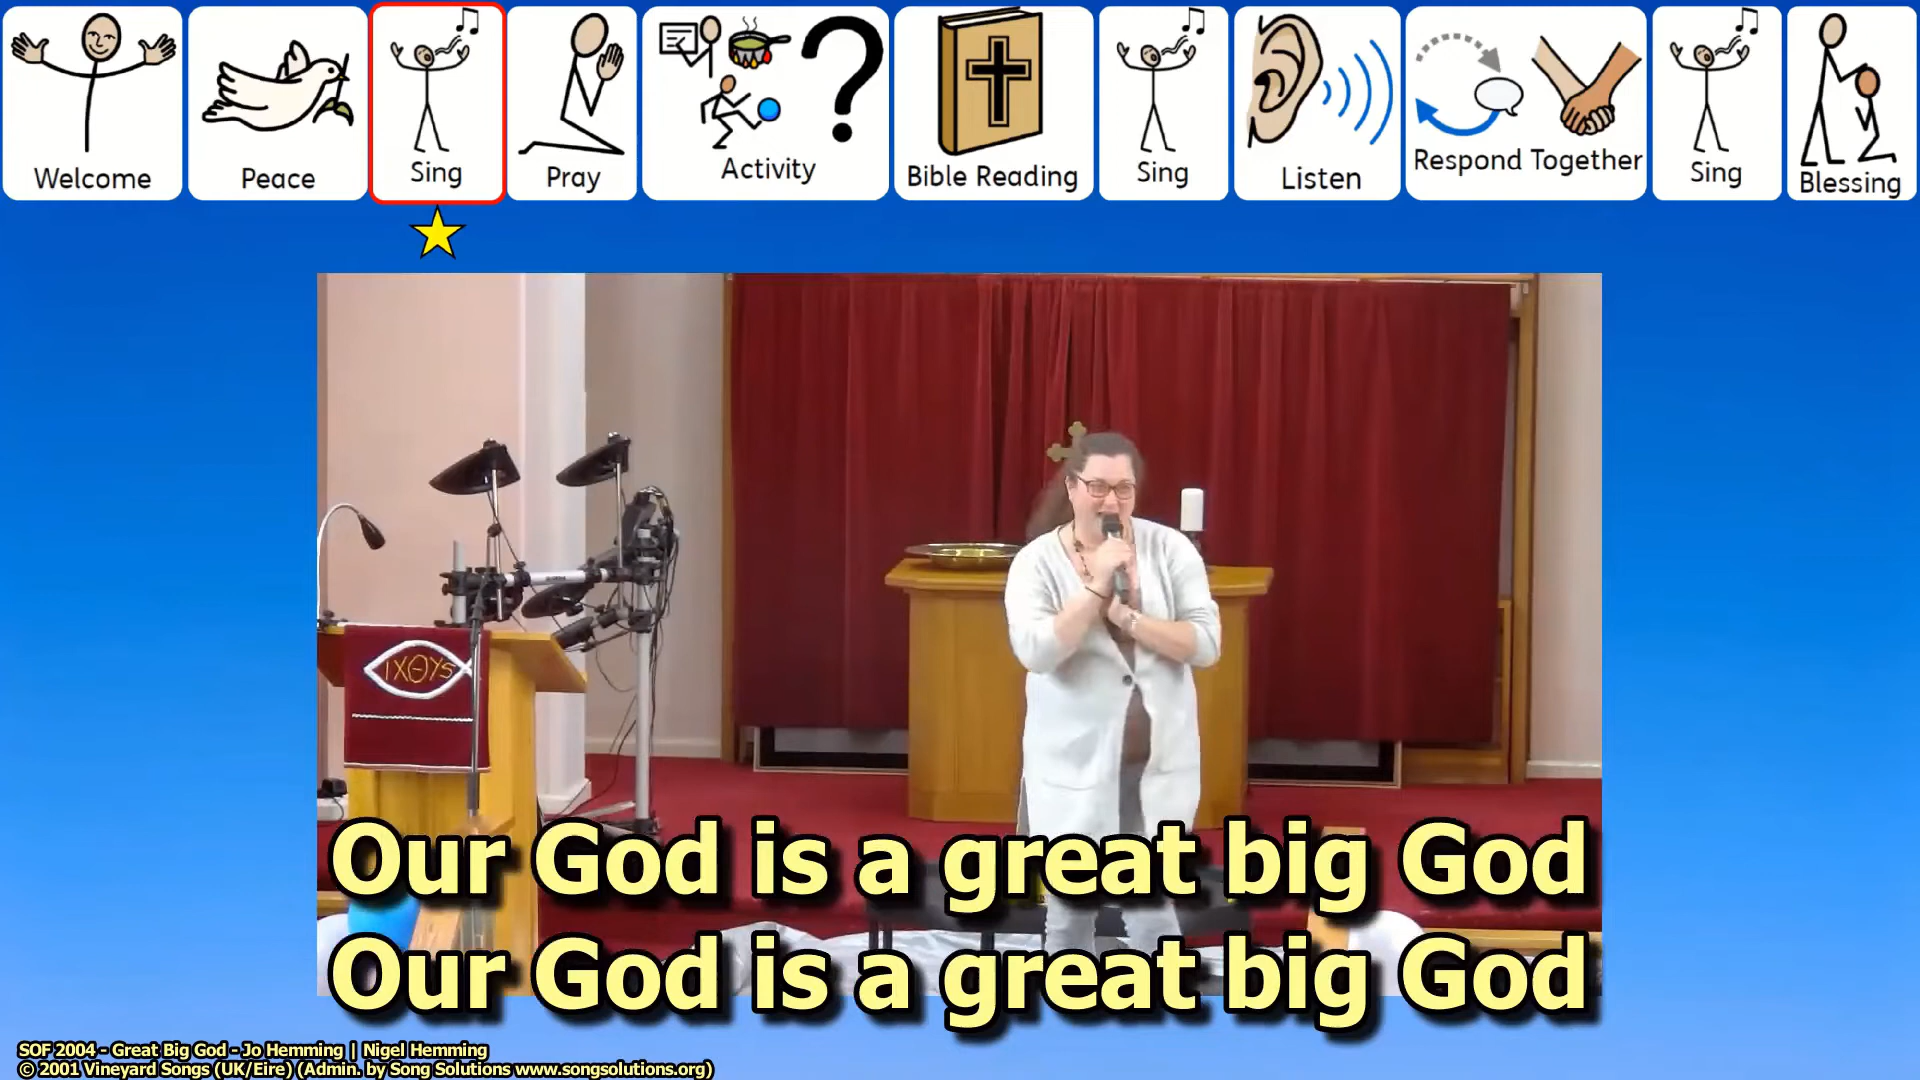 Welcome
Peace
Sing
Pray
Activity
?
Bible Reading
Sing
Listen
Respond Together
Sing
Blessing
ΙΧΘΥΣ
Our God is a great big God
Our God is a great big God
SOF 2004 - Great Big God - Jo Hemming | Nigel Hemming
© 2001 Vineyard Songs (UK/Eire) (Admin. by Song Solutions www.songsolutions.org)